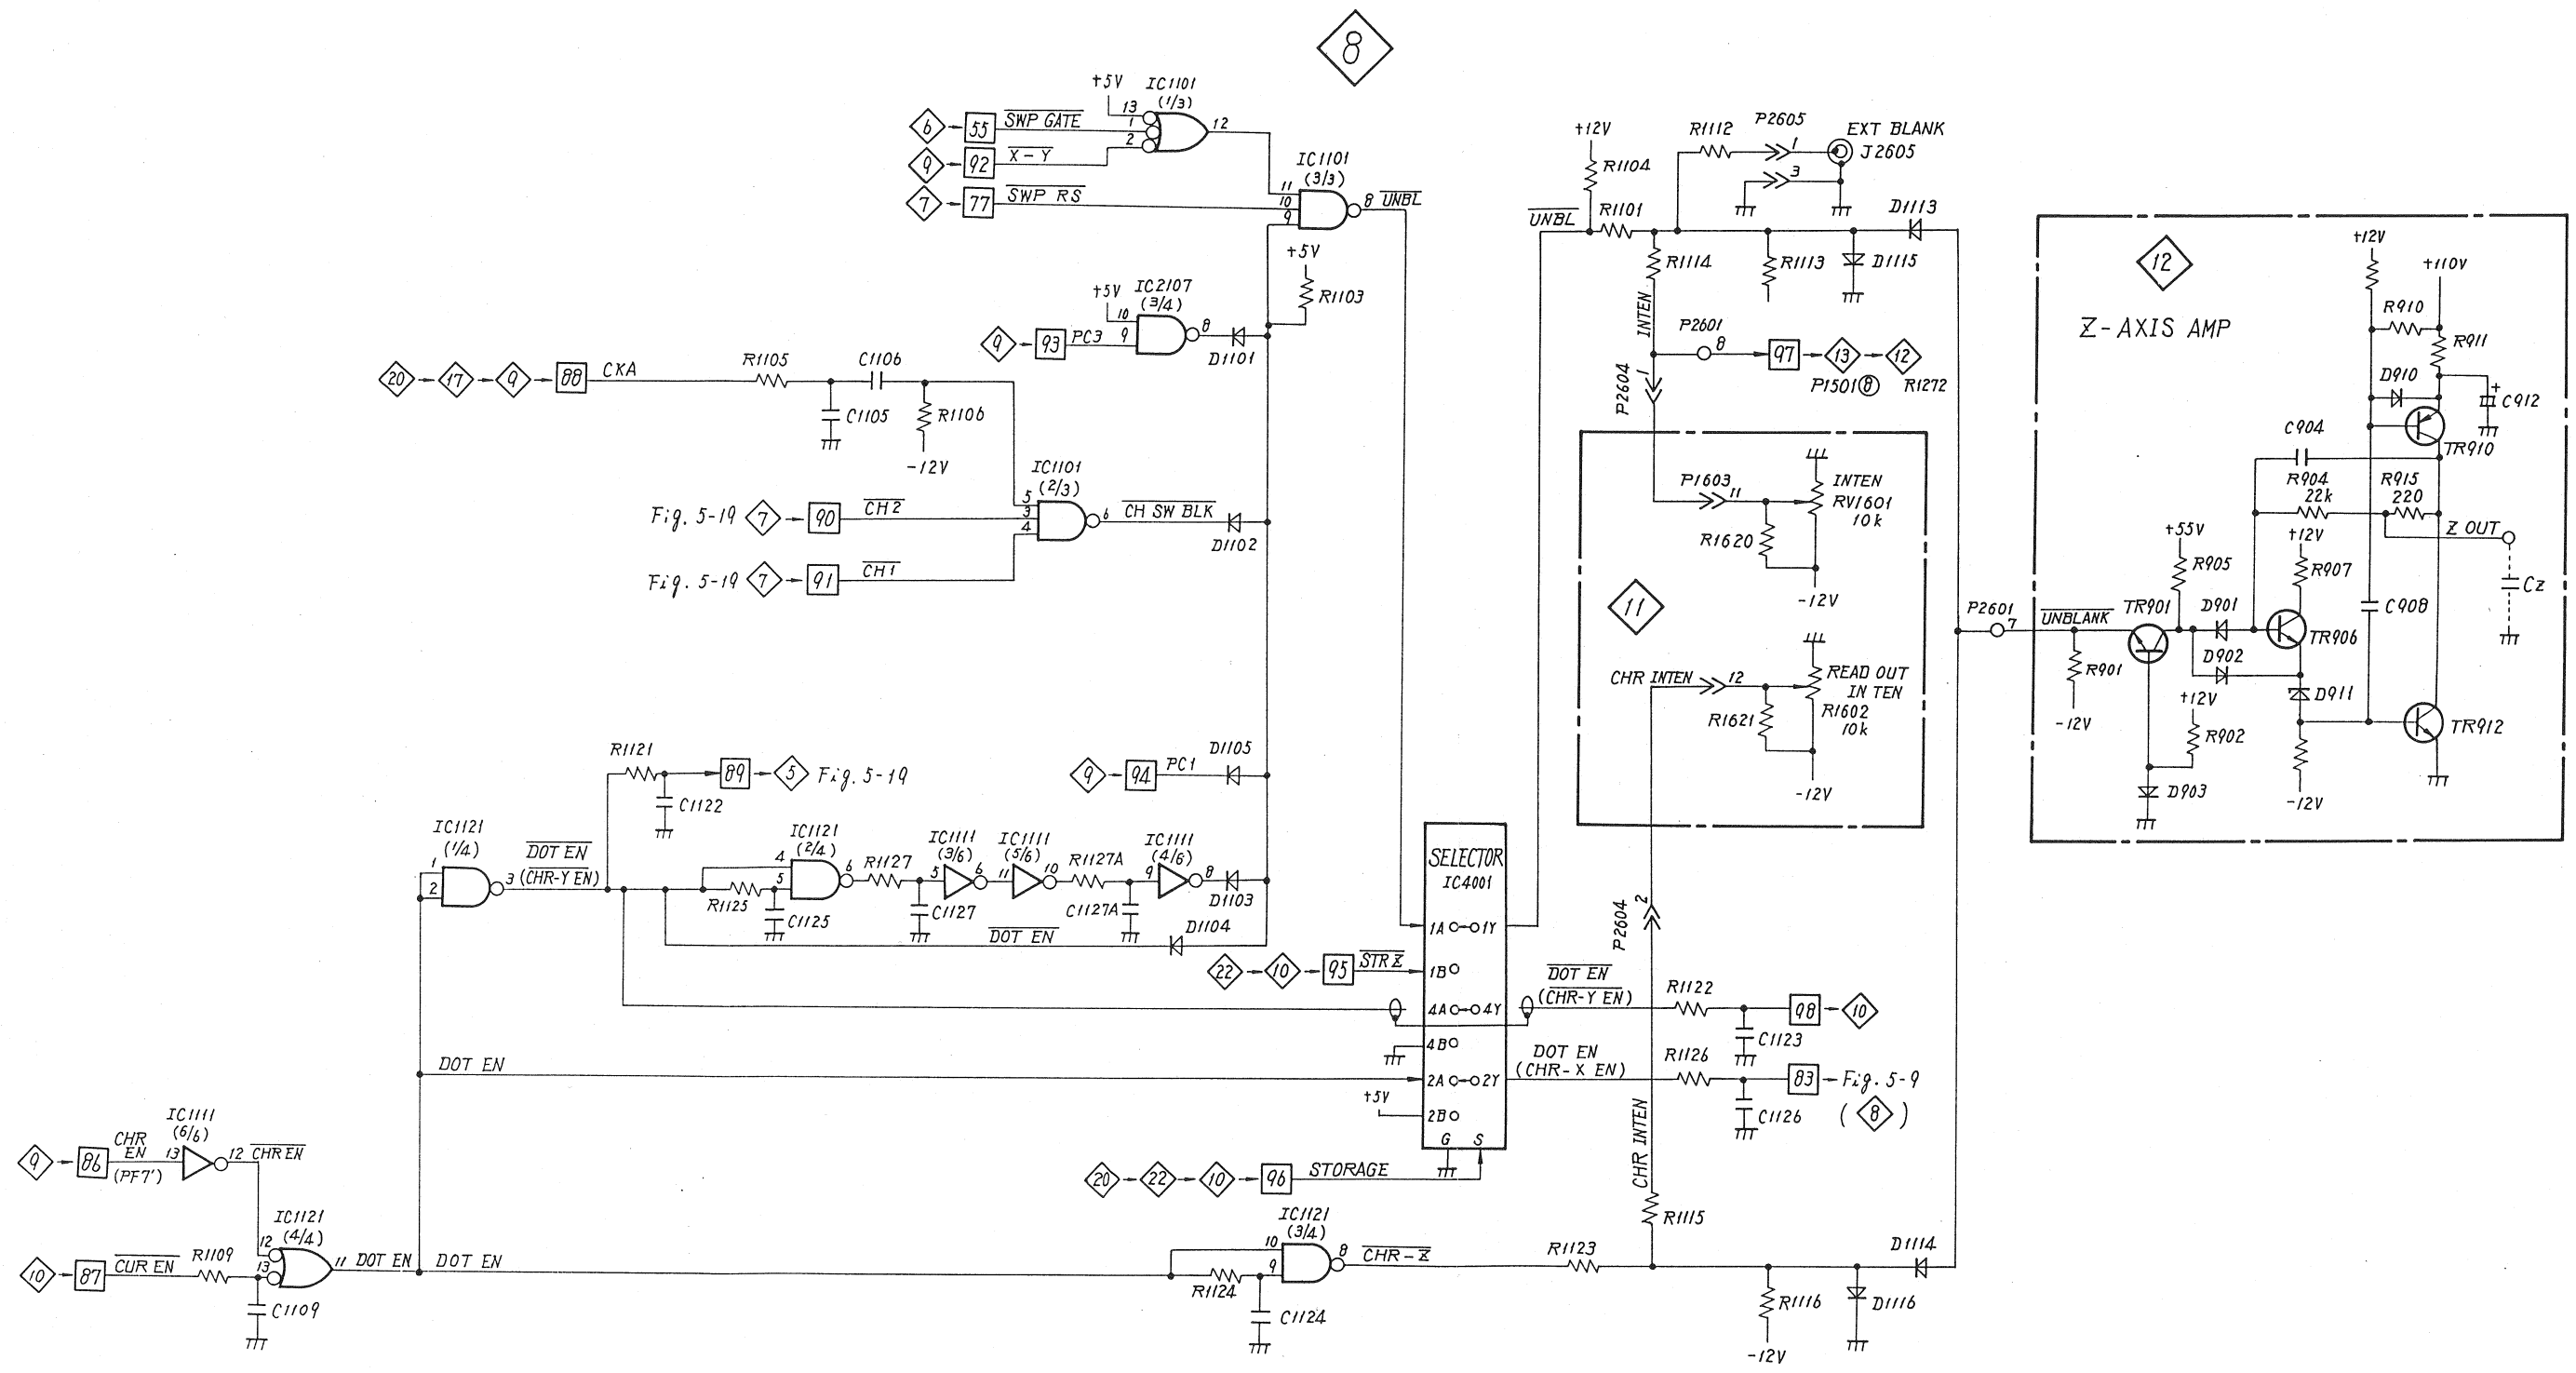 8
+5V
IC1101
(1/3)
13
6
55
SWP GATE
1
12
2
9
92
X-Y
7
77
SWP RS
IC1101
(3/3)
11
10
9
8
UNBL
+5V
R1103
+5V
IC2107
(3/4)
10
9
93
PC3
9
8
D1101
20
17
9
88
CKA
R1105
C1106
C1105
R1106
-12V
IC1101
(2/3)
5
3
4
6
CH SW BLK
D1102
Fig. 5-19
7
90
CH2
Fig. 5-19
7
91
CH1
R1121
89
5
Fig. 5-19
C1122
9
94
PC1
D1105
IC1121
(1/4)
1
2
3
DOT EN
(CHR-Y EN)
IC1121
(2/4)
4
5
6
R1125
C1125
R1127
C1127
IC1111
(3/6)
5
6
IC1111
(5/6)
11
10
R1127A
C1127A
IC1111
(4/6)
9
8
D1103
DOT EN
D1104
SELECTOR
IC4001
1A
1Y
22
10
95
STR Z
1B
4A
4Y
4B
DOT EN
2A
2Y
+5V
2B
G
S
20
22
10
96
STORAGE
9
86
CHR
EN
(PF7')
IC1111
(6/6)
13
12
CHR EN
10
87
CUR EN
R1109
C1109
IC1121
(4/4)
12
13
11
DOT EN
DOT EN
R1124
C1124
IC1121
(3/4)
10
9
8
CHR-Z
R1123
R1115
CHR INTEN
R1116
-12V
D1116
D1114
DOT EN
(CHR-Y EN)
R1122
C1123
98
10
DOT EN
(CHR-X EN)
R1126
C1126
83
Fig. 5-9
( 8 )
P2604
2
+12V
R1104
UNBL
R1101
R1112
P2605
1
3
EXT BLANK
J2605
R1114
R1113
D1115
D1113
INTEN
P2601
8
97
13
12
P1501⑧
R1272
P2604
1
11
P1603
11
INTEN
RV1601
10k
R1620
-12V
CHR INTEN
12
READ OUT
INTEN
R1602
10k
R1621
-12V
P2601
7
12
Z-AXIS AMP
UNBLANK
R901
-12V
TR901
+55V
R905
D901
D902
+12V
R902
D903
C904
R904
22k
R915
220
+12V
R907
TR906
D911
-12V
+12V
+110V
R910
R911
D910
C912
TR910
Z OUT
Cz
C908
TR912